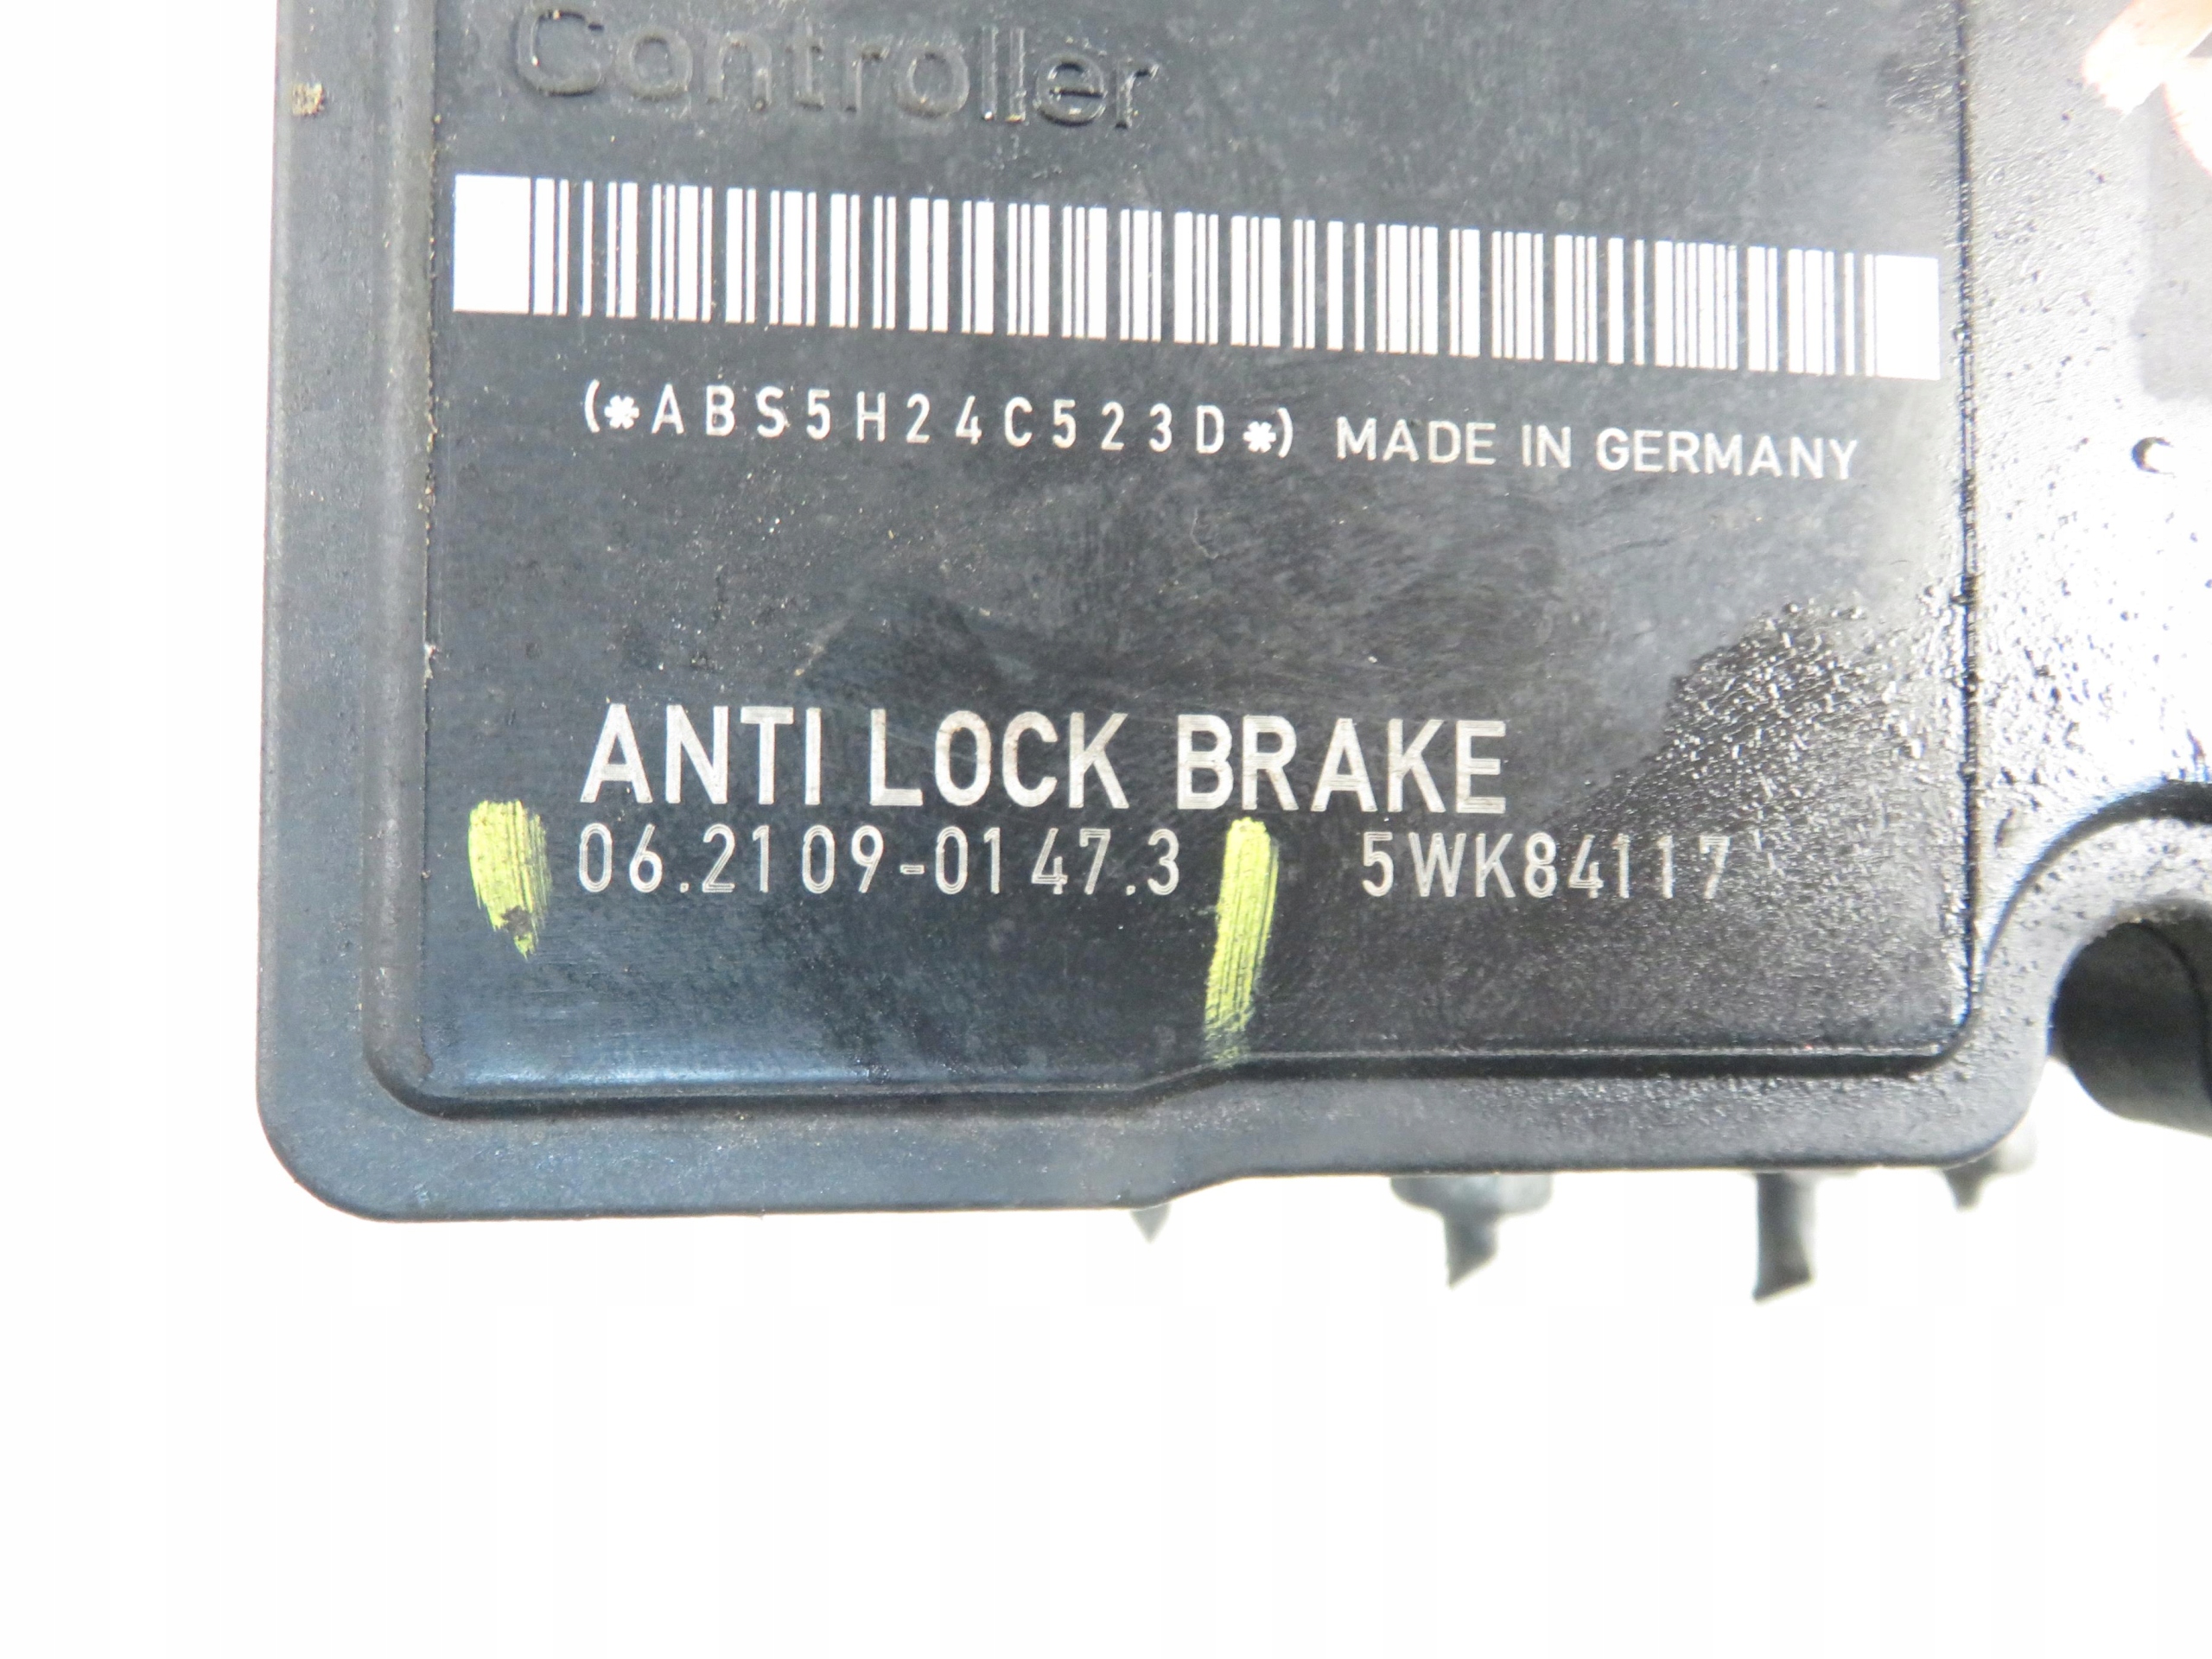 Controller
(*ABS5H24C523D*) MADE IN GERMANY
ANTI LOCK BRAKE
06.2109-0147.3 5WK84117